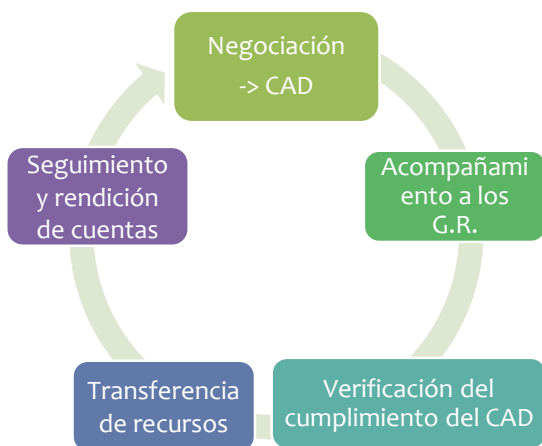 Negociación
-> CAD
Acompañami
ento a los
G.R.
Verificación del
cumplimiento del CAD
Transferencia
de recursos
Seguimiento
y rendición
de cuentas